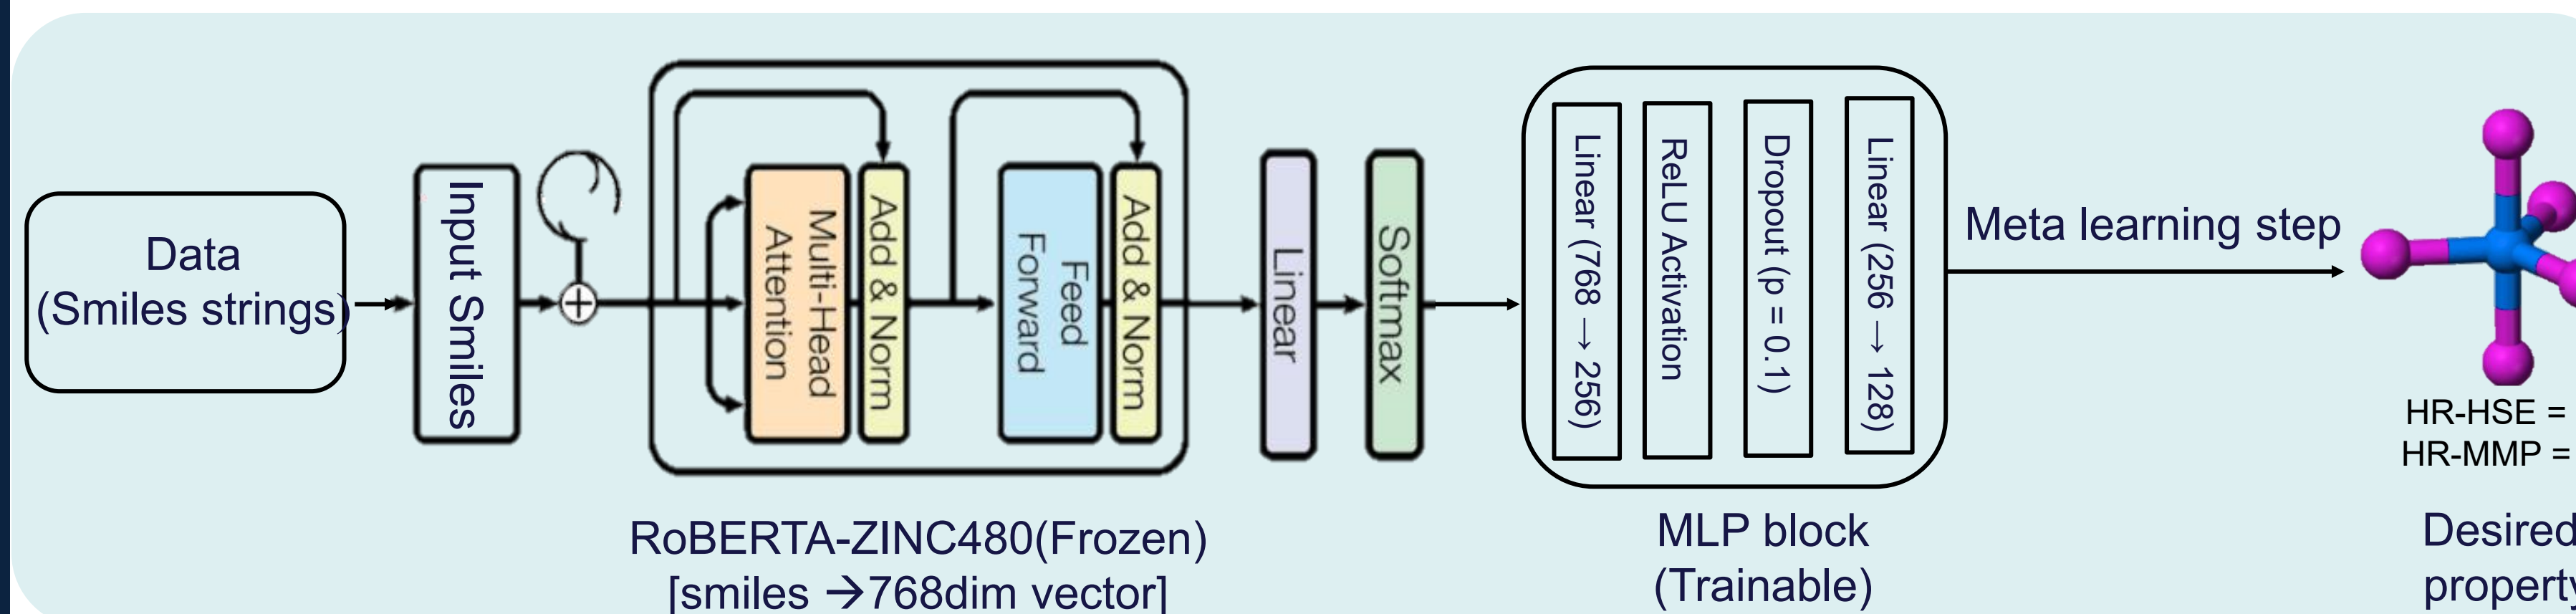 Data
(Smiles strings)
Input Smiles
Multi-Head
Attention
Add & Norm
Feed
Forward
Add & Norm
Linear
Softmax
Linear (768 → 256)
ReLU Activation
Dropout (p = 0.1)
Linear (256 → 128)
Meta learning step
HR-HSE =
HR-MMP =
RoBERTA-ZINC480(Frozen)
[smiles →768dim vector]
MLP block
(Trainable)
Desired
property